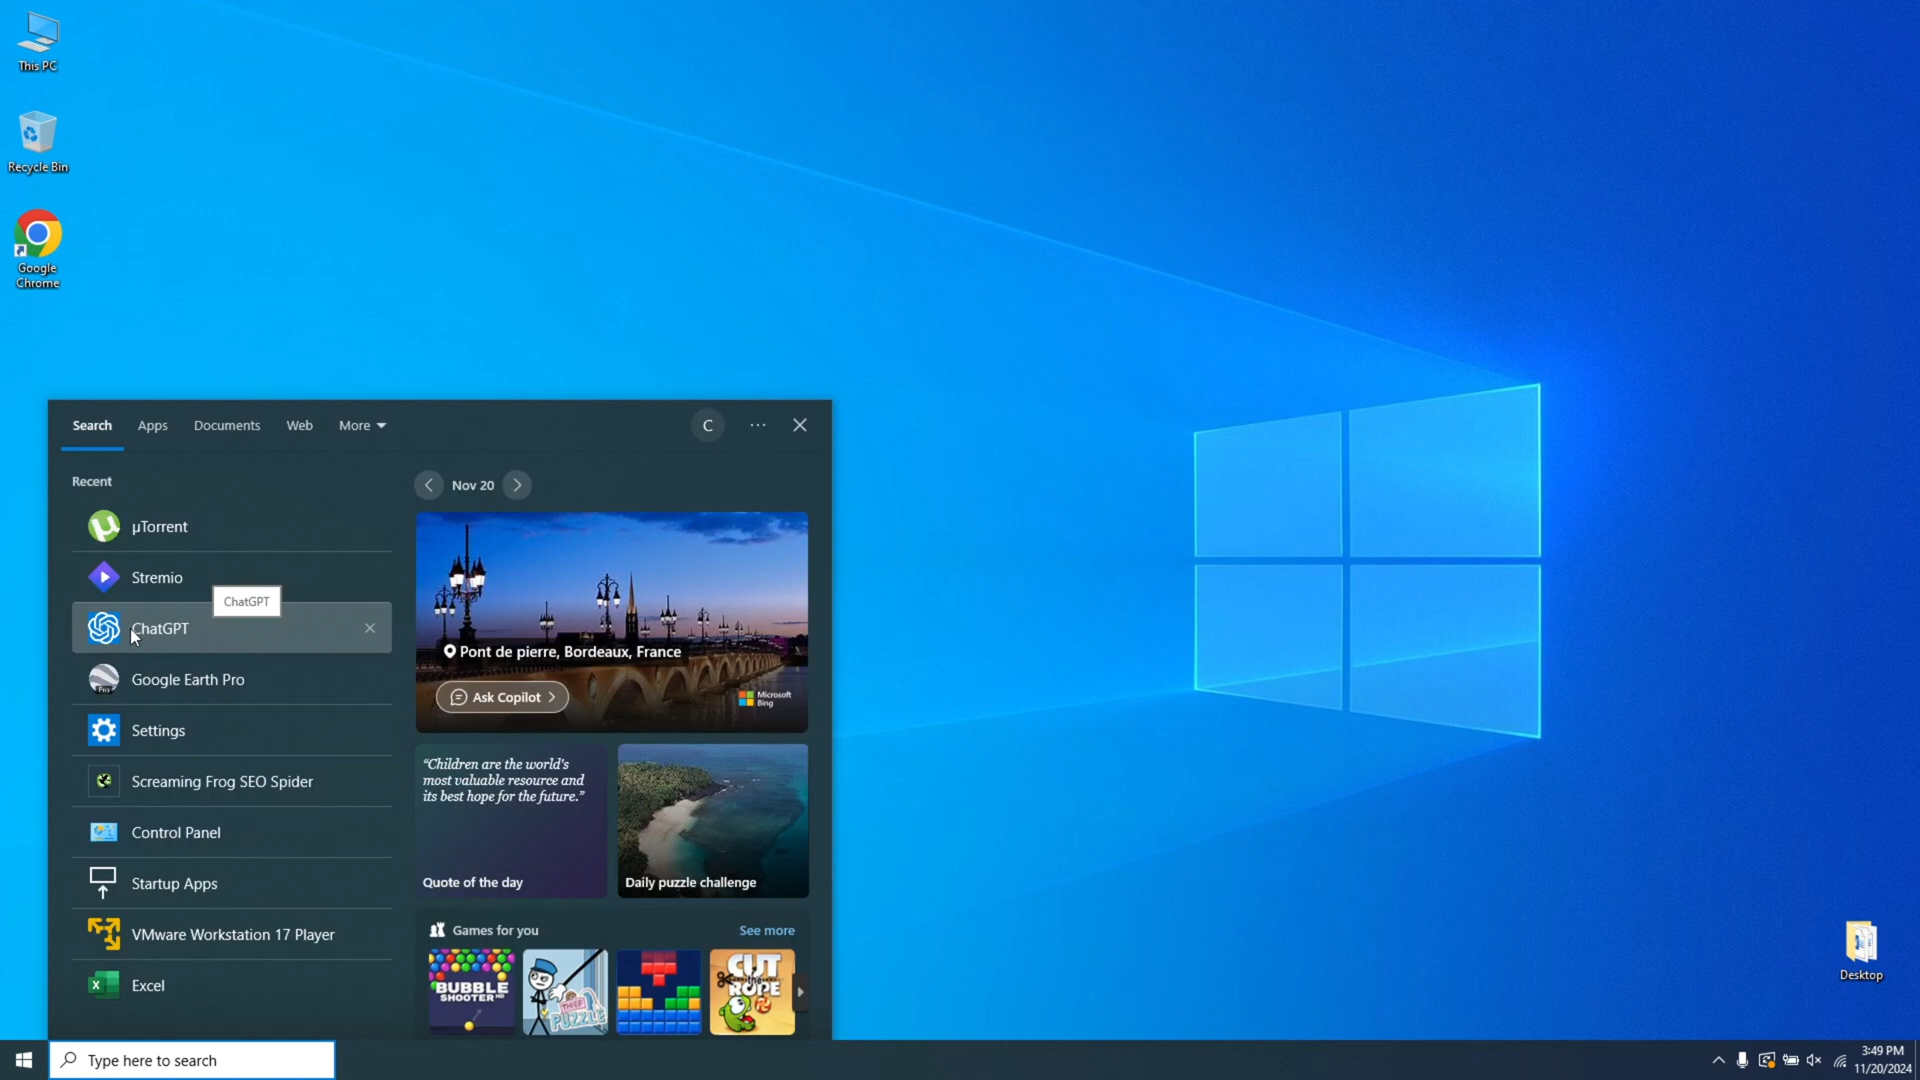 This PC
Recycle Bin
Google
Chrome
Search
Apps
Documents
Web
More
C
Recent
µTorrent
Stremio
ChatGPT
ChatGPT
Google Earth Pro
Pro
Settings
Screaming Frog SEO Spider
Control Panel
Startup Apps
VMware Workstation 17 Player
Excel
Nov 20
Pont de pierre, Bordeaux, France
Ask Copilot
Microsoft
Bing
“Children are the world's
most valuable resource and
its best hope for the future.”
Quote of the day
Daily puzzle challenge
Games for you
See more
BUBBLE
SHOOTER HD
THIEF
PUZZLE
CUT
THE
ROPE
Desktop
Type here to search
3:49 PM
11/20/2024